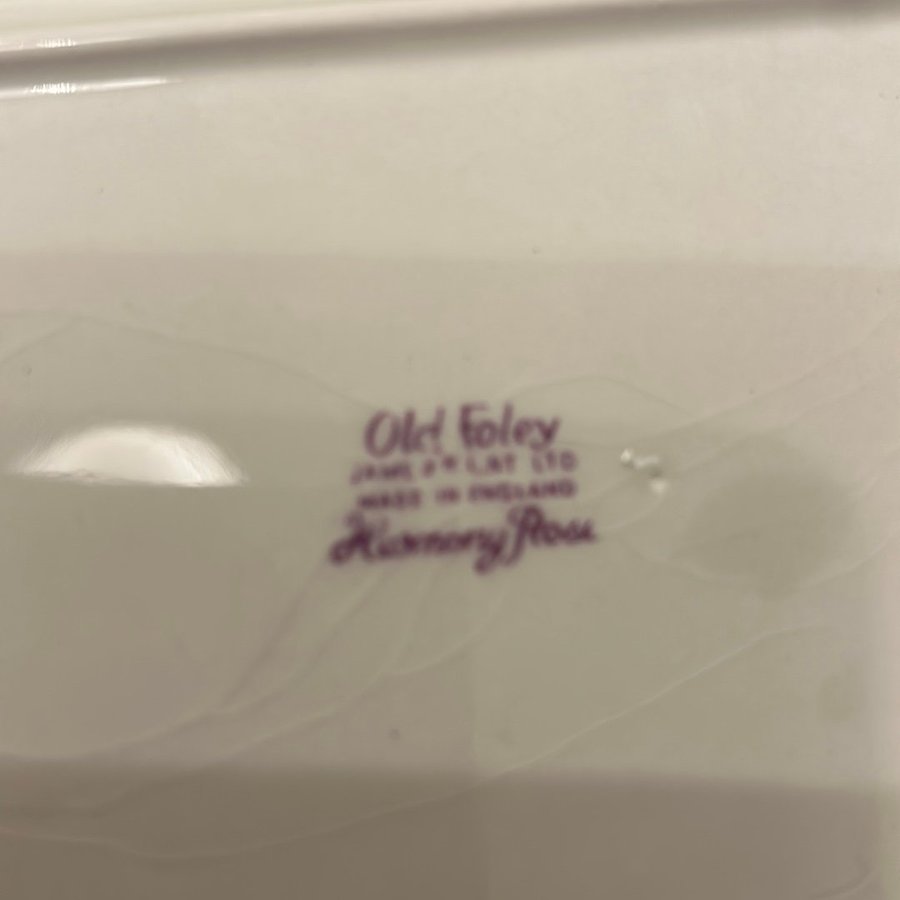 Old Foley
LTD
MADE IN ENGLAND
Harmony Rose